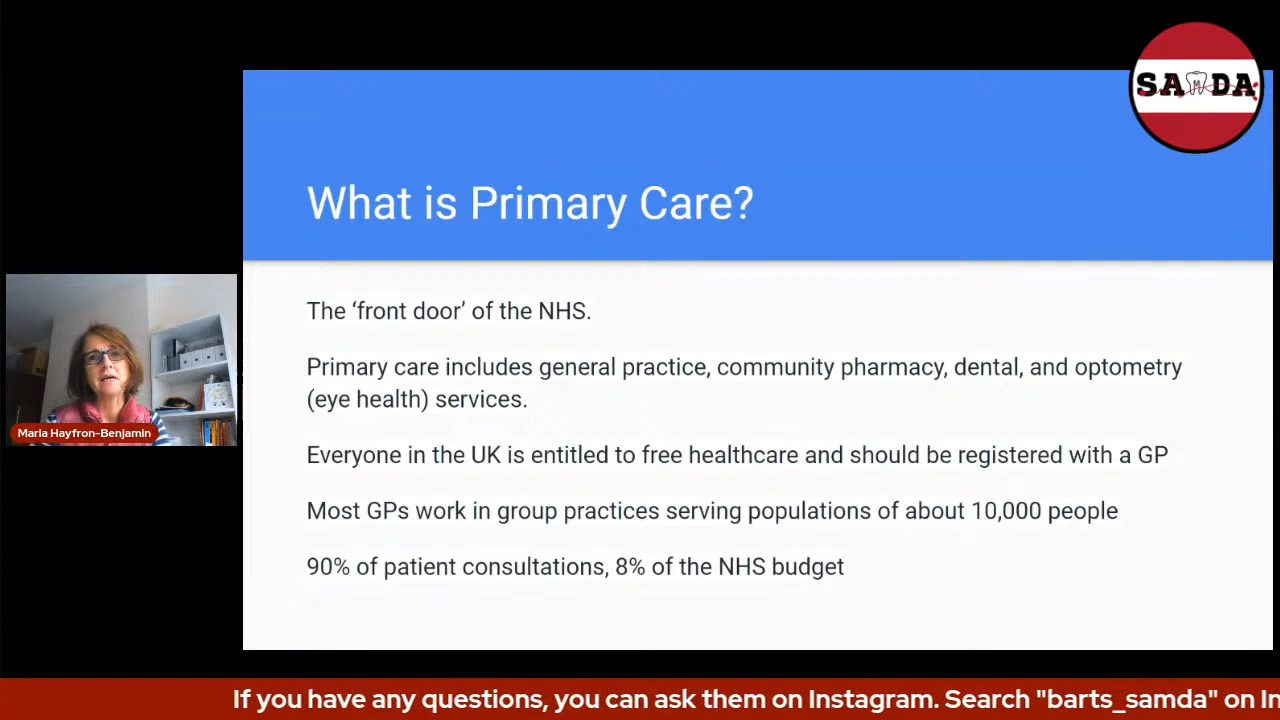 SAMDA
What is Primary Care?
The ‘front door’ of the NHS.
Primary care includes general practice, community pharmacy, dental, and optometry
(eye health) services.
Everyone in the UK is entitled to free healthcare and should be registered with a GP
Most GPs work in group practices serving populations of about 10,000 people
90% of patient consultations, 8% of the NHS budget
Maria Hayfron-Benjamin
If you have any questions, you can ask them on Instagram. Search "barts_samda" on In